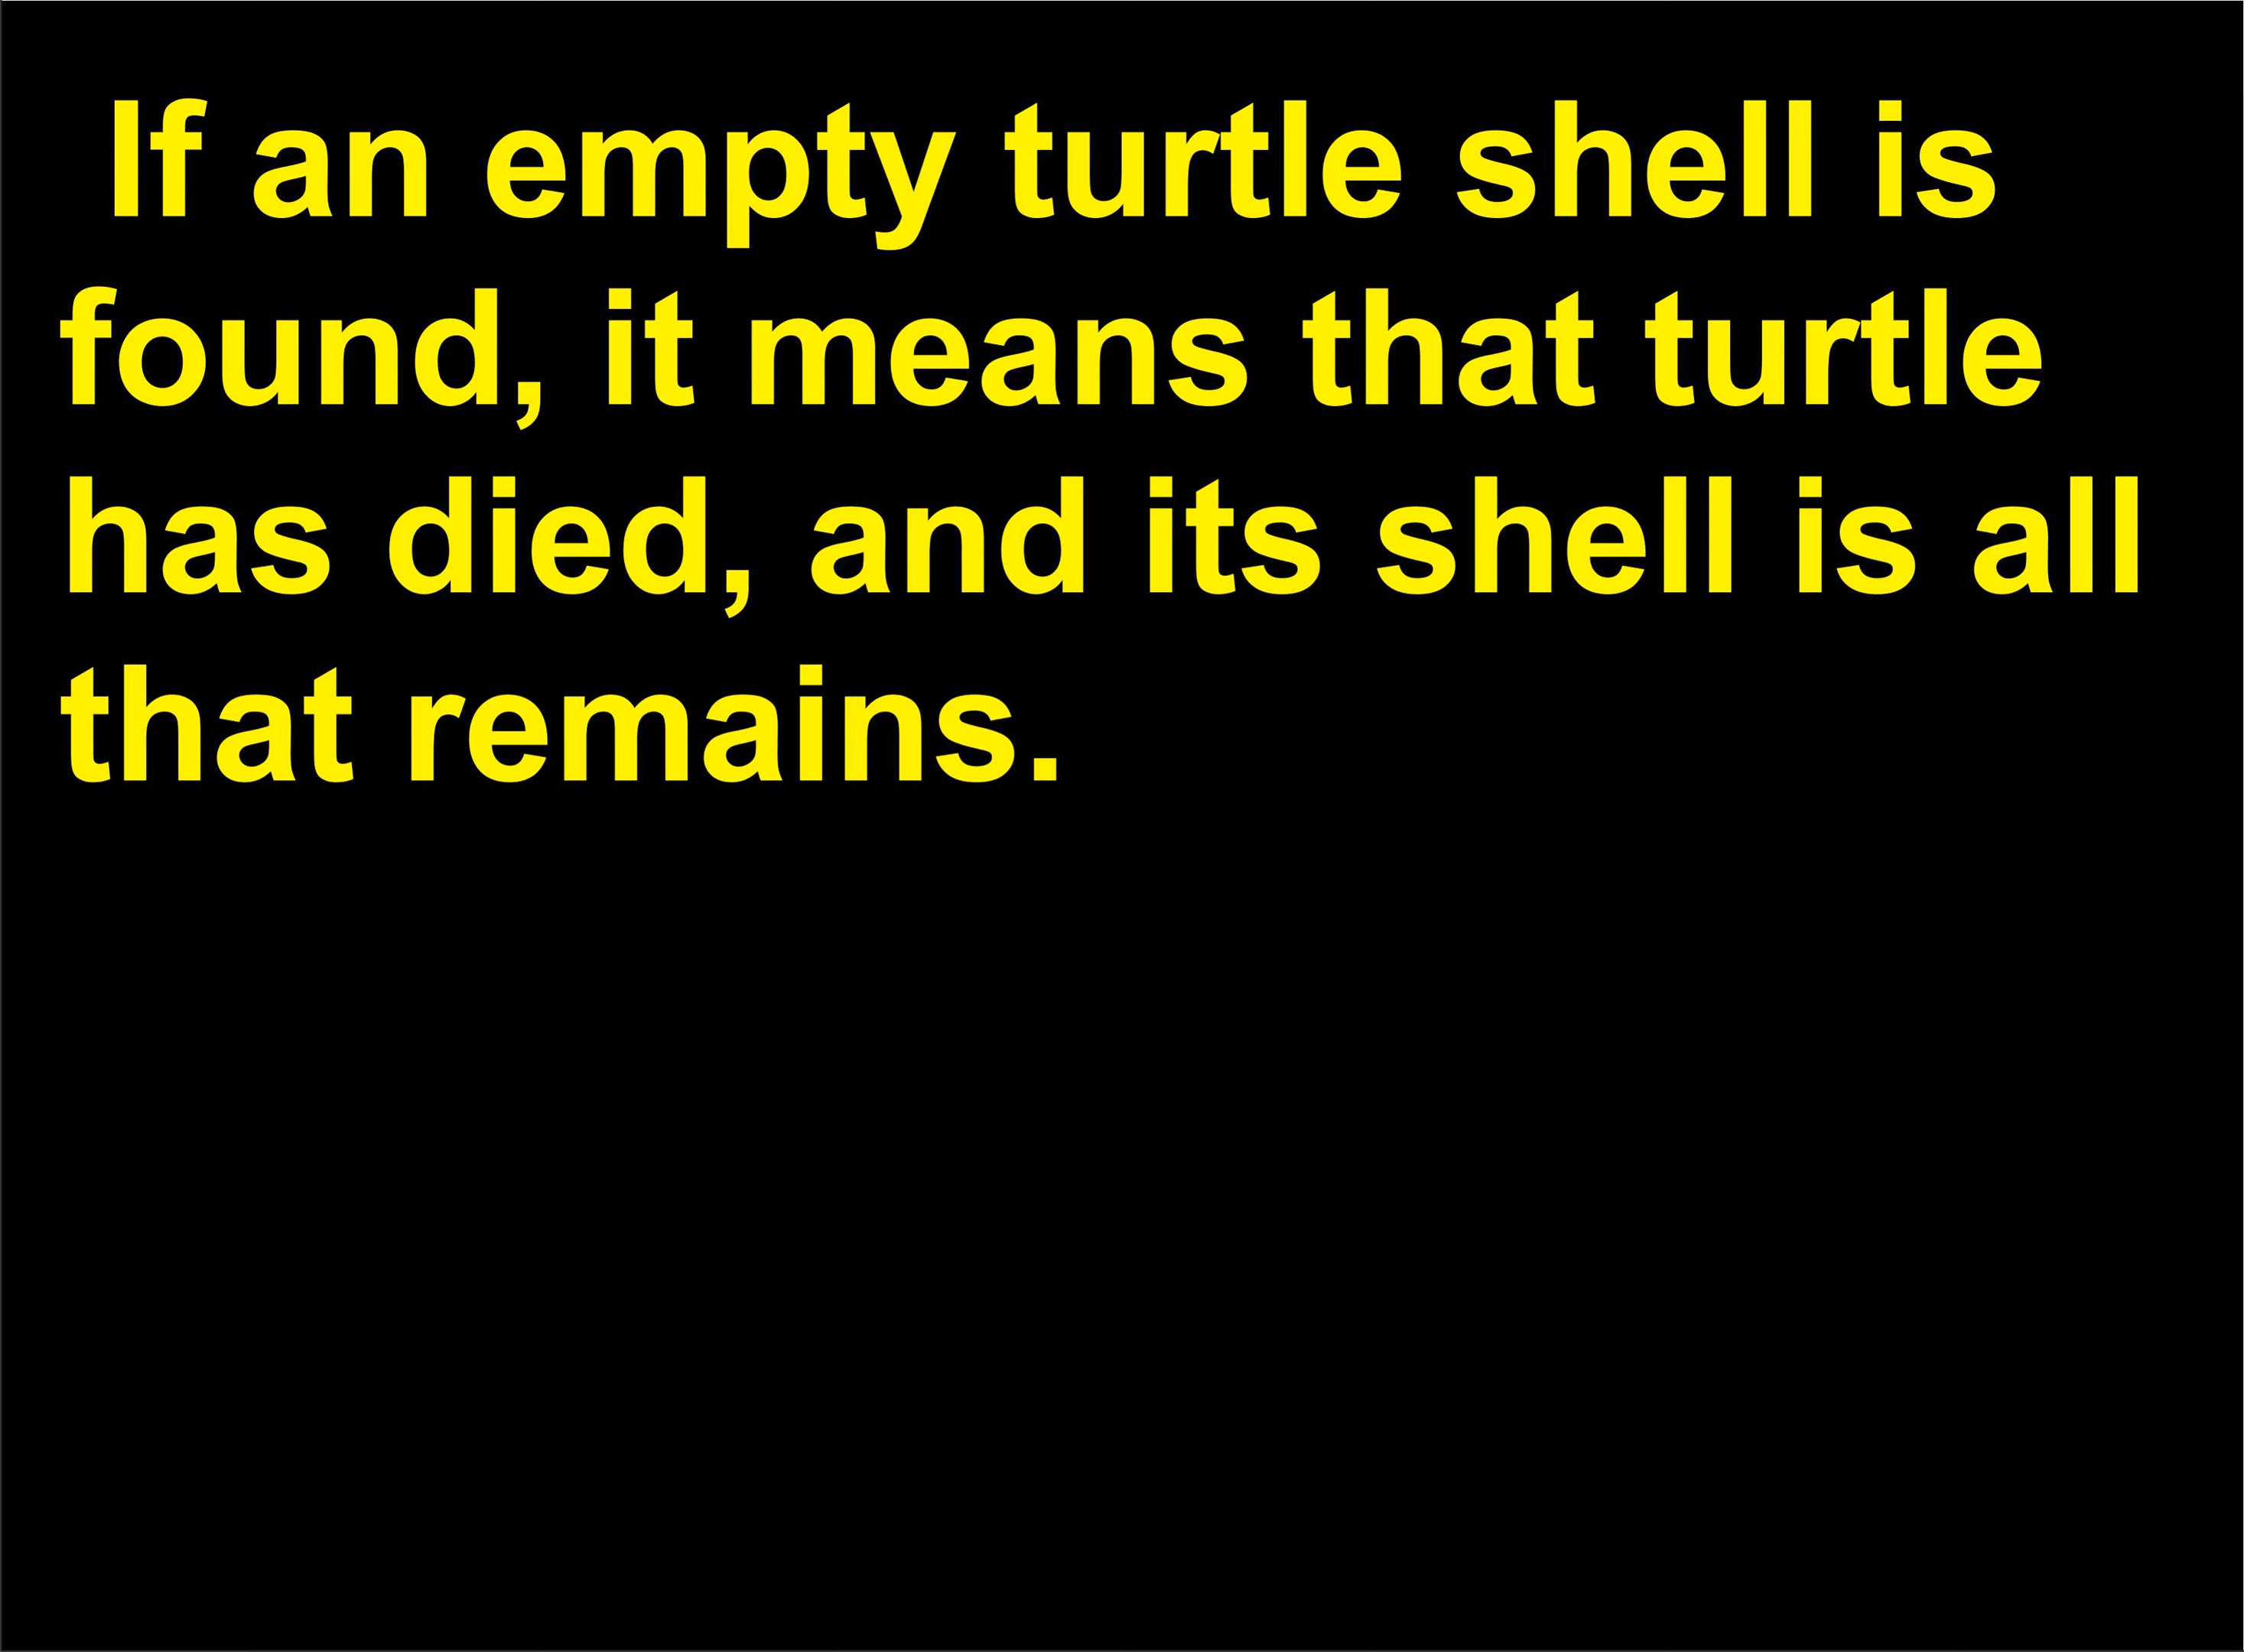 If an empty turtle shell is
found, it means that turtle
has died, and its shell is all
that remains.